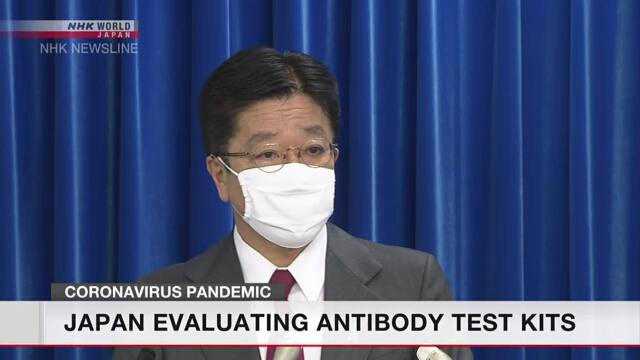 NHK WORLD
JAPAN
NHK NEWSLINE
CORONAVIRUS PANDEMIC
JAPAN EVALUATING ANTIBODY TEST KITS